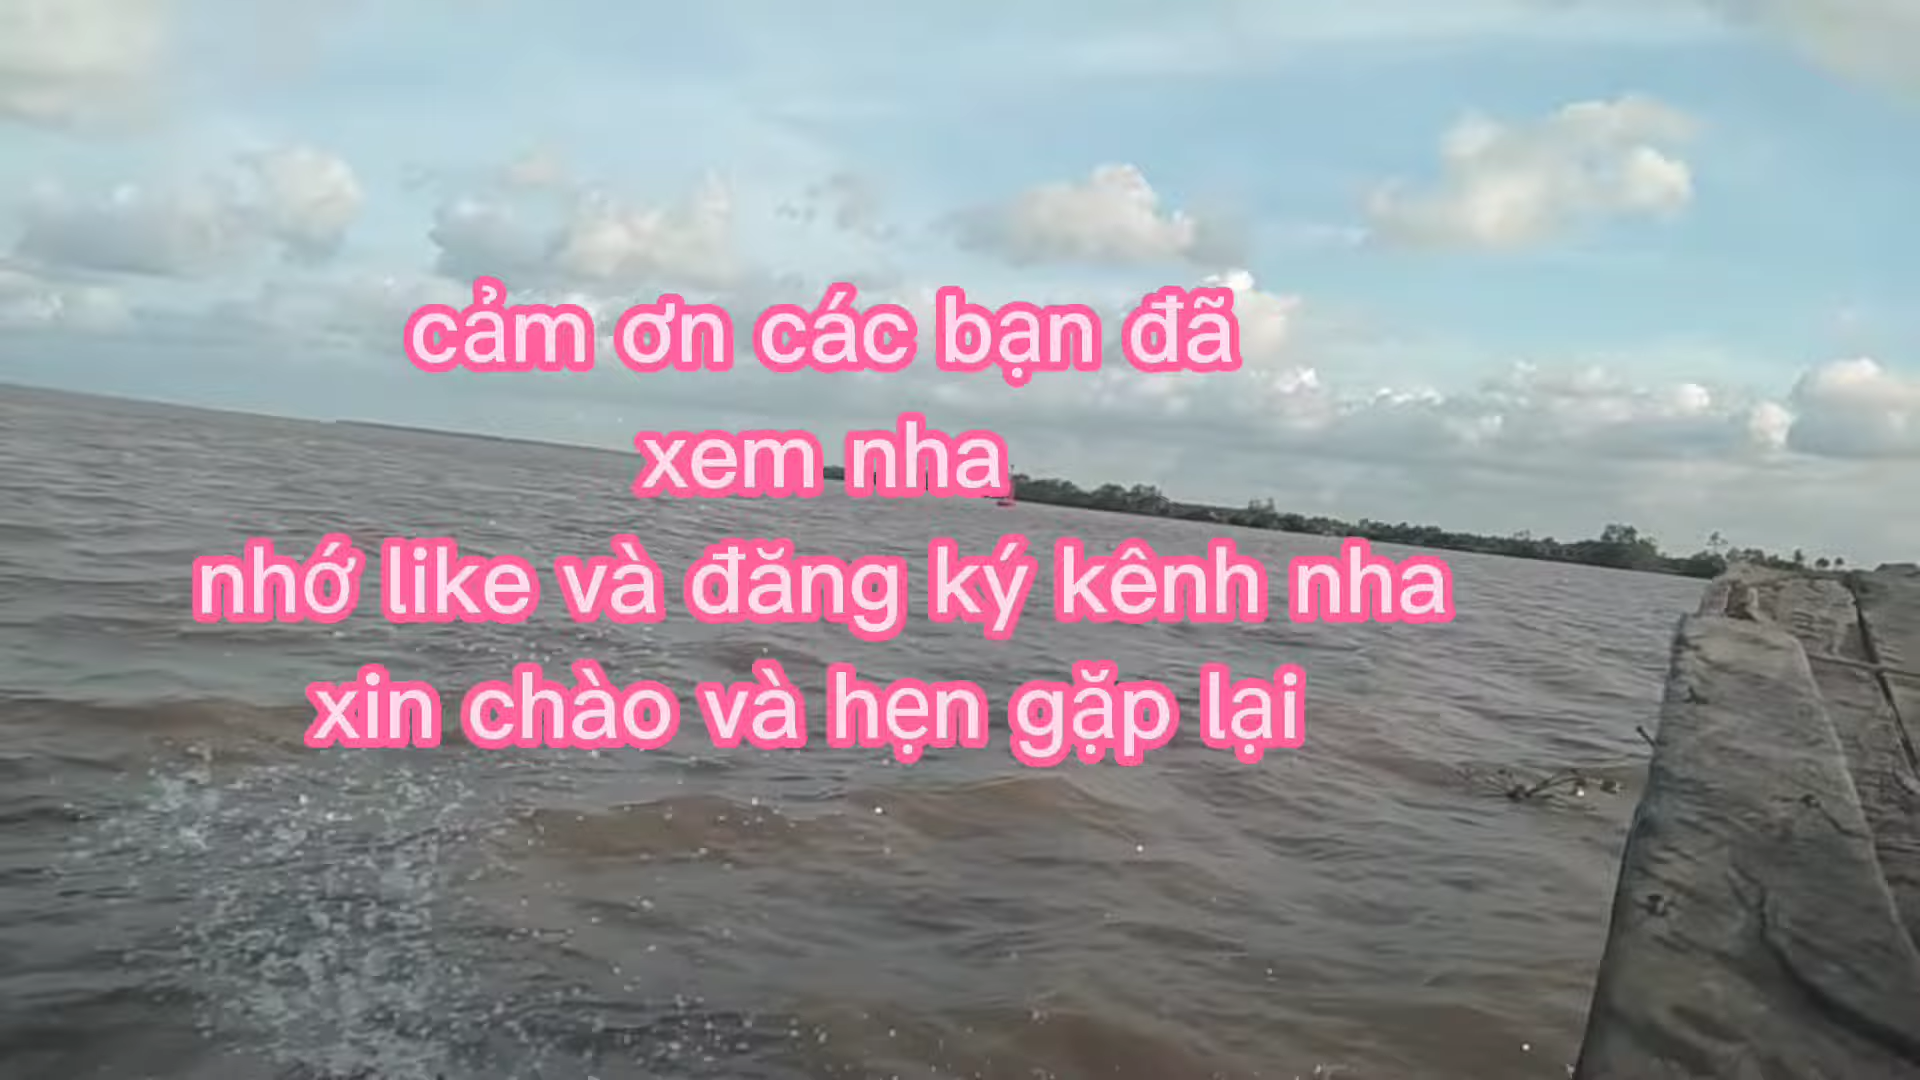 cảm ơn các bạn đã
xem nha
nhớ like và đăng ký kênh nha
xin chào và hẹn gặp lại